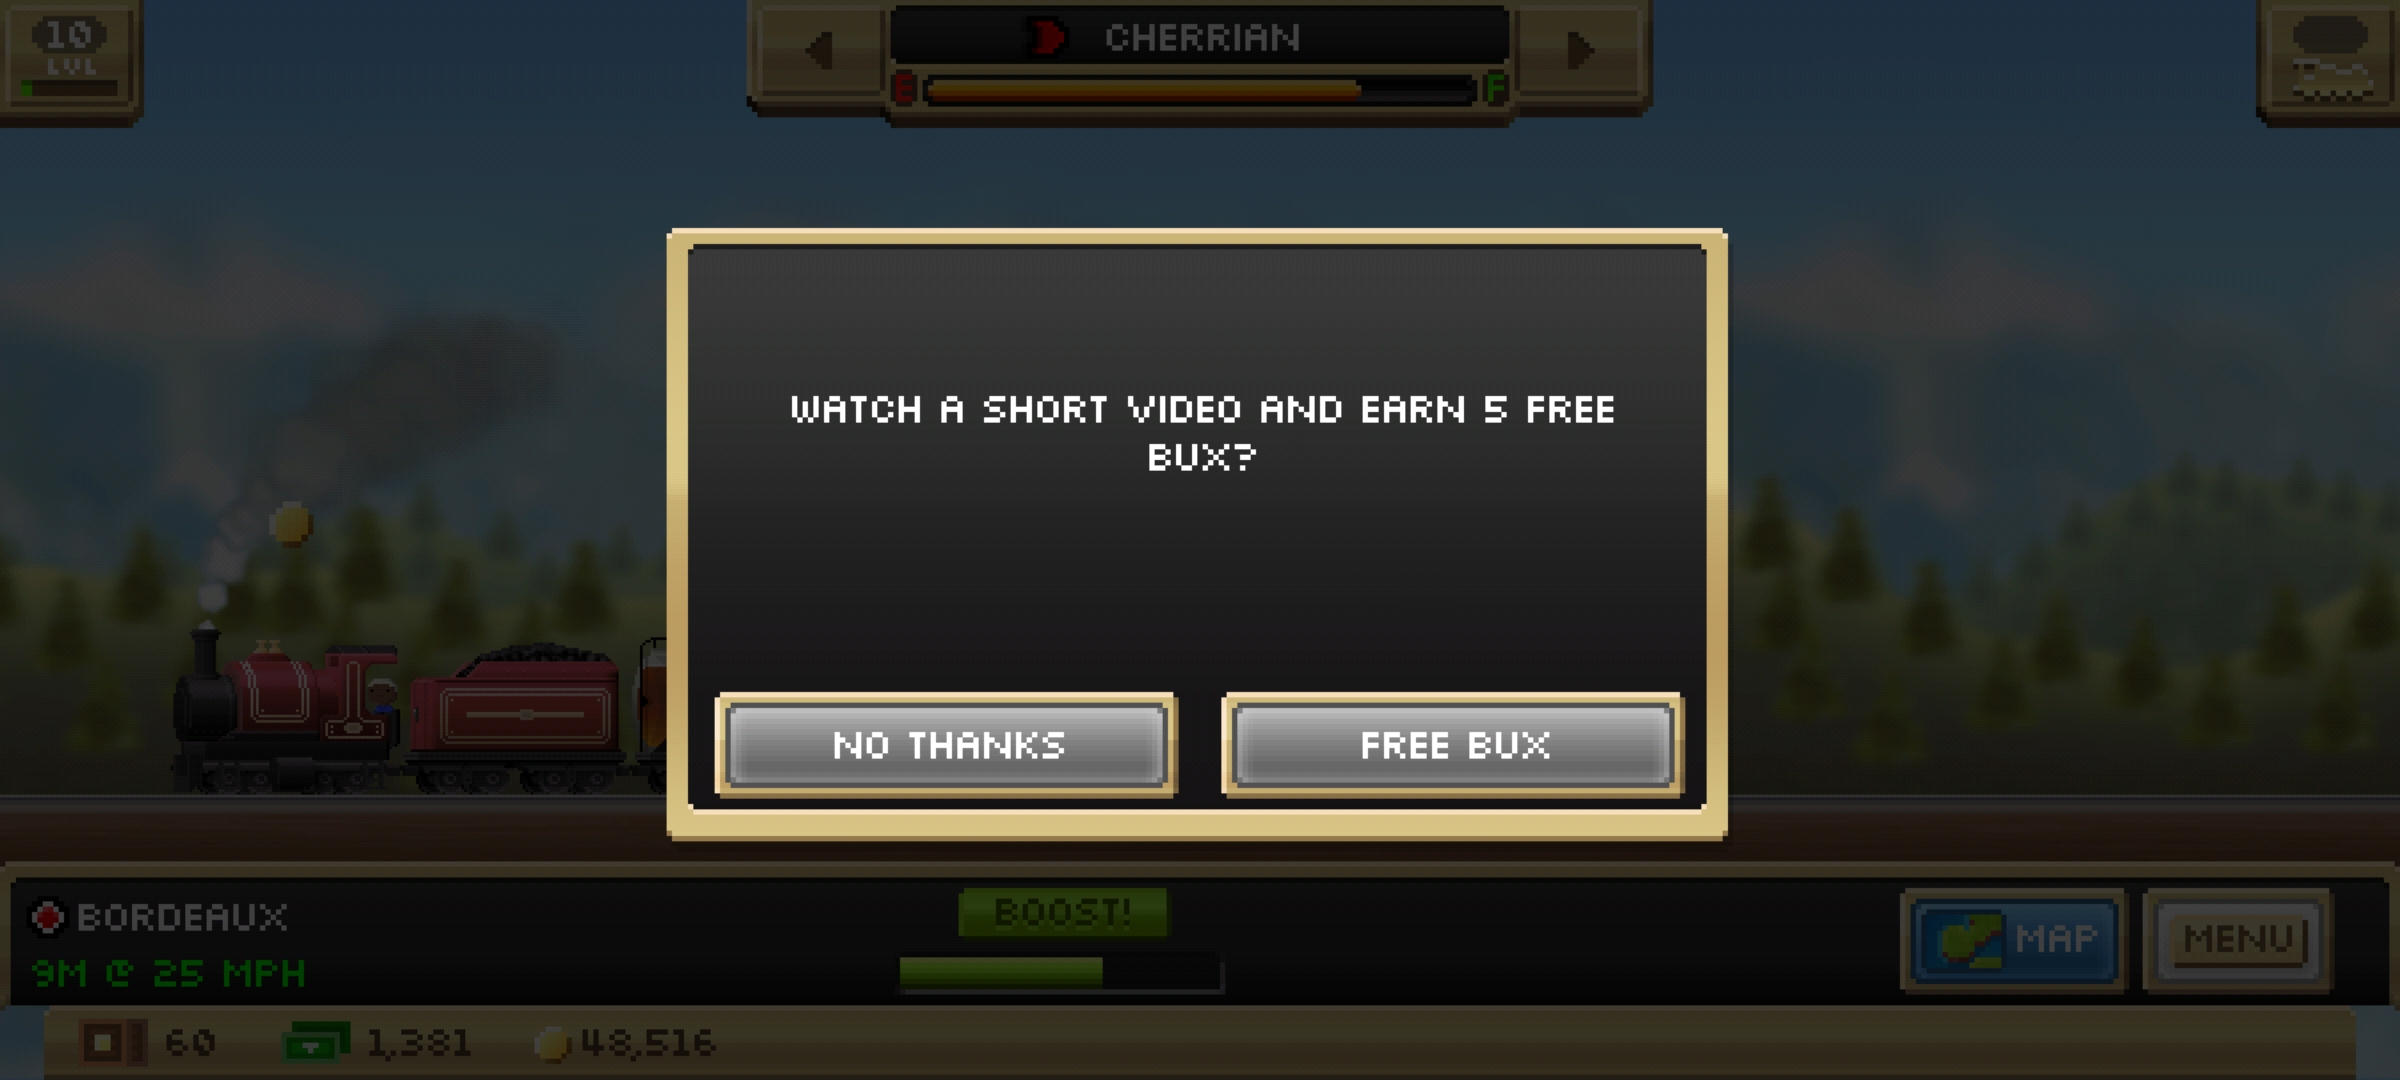 10
LVL
CHERRIAN
E
F
WATCH A SHORT VIDEO AND EARN 5 FREE
BUX?
NO THANKS
FREE BUX
BORDEAUX
BOOST!
9M @ 25 MPH
MAP
MENU
60
1,381
48,516